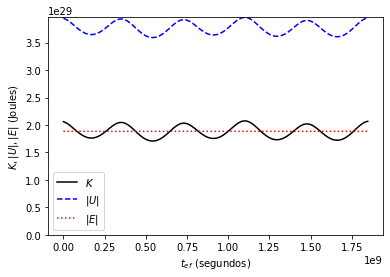 1e29
3.5
3.0
2.5
2.0
1.5
1.0
0.5
0.0
K, |U|, |E| (Joules)
K
|U|
|E|
0.00 0.25 0.50 0.75 1.00 1.25 1.50 1.75
1e9
t_ef (segundos)